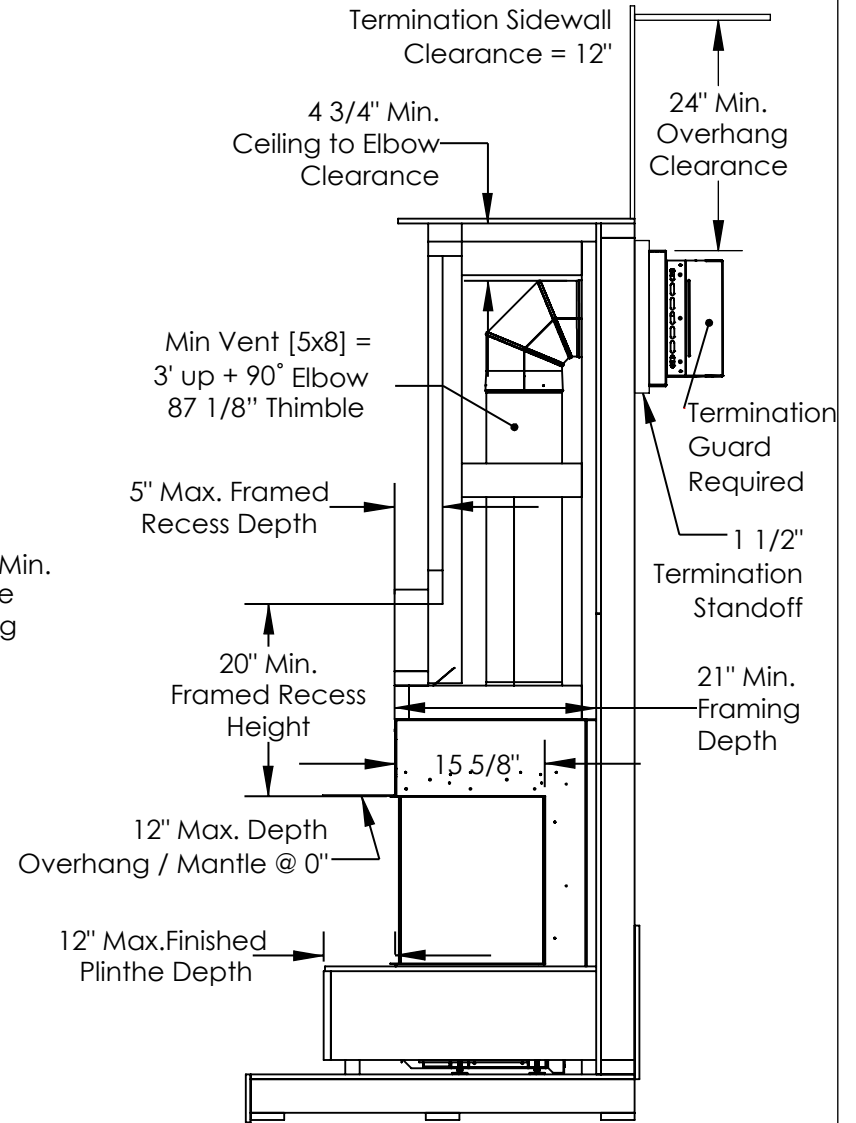 Termination Sidewall
Clearance = 12"
24" Min.
Overhang
Clearance
4 3/4" Min.
Ceiling to Elbow
Clearance
Min Vent [5x8] =
3' up + 90° Elbow
87 1/8” Thimble
Termination
Guard
Required
5" Max. Framed
Recess Depth
1 1/2"
Termination
Standoff
Min.
e
g
20" Min.
Framed Recess
Height
21" Min.
Framing
Depth
15 5/8"
12" Max. Depth
Overhang / Mantle @ 0"
12" Max.Finished
Plinthe Depth